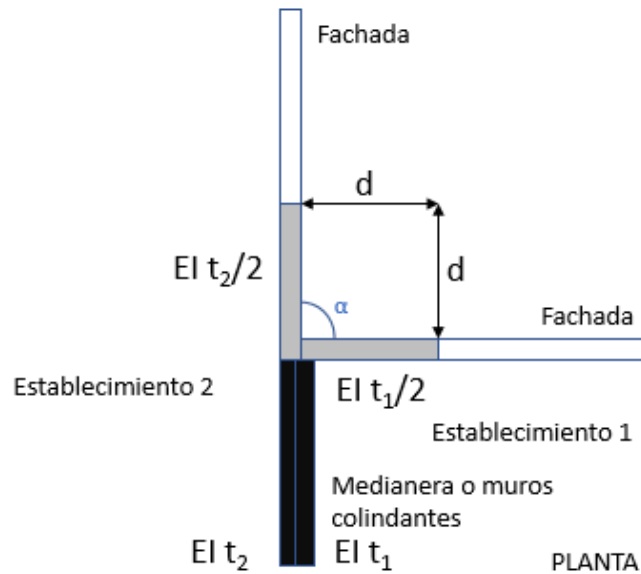 Fachada
d
EI t₂/2
d
α
Fachada
Establecimiento 2
EI t₁/2
Establecimiento 1
Medianera o muros
colindantes
EI t₂
EI t₁
PLANTA